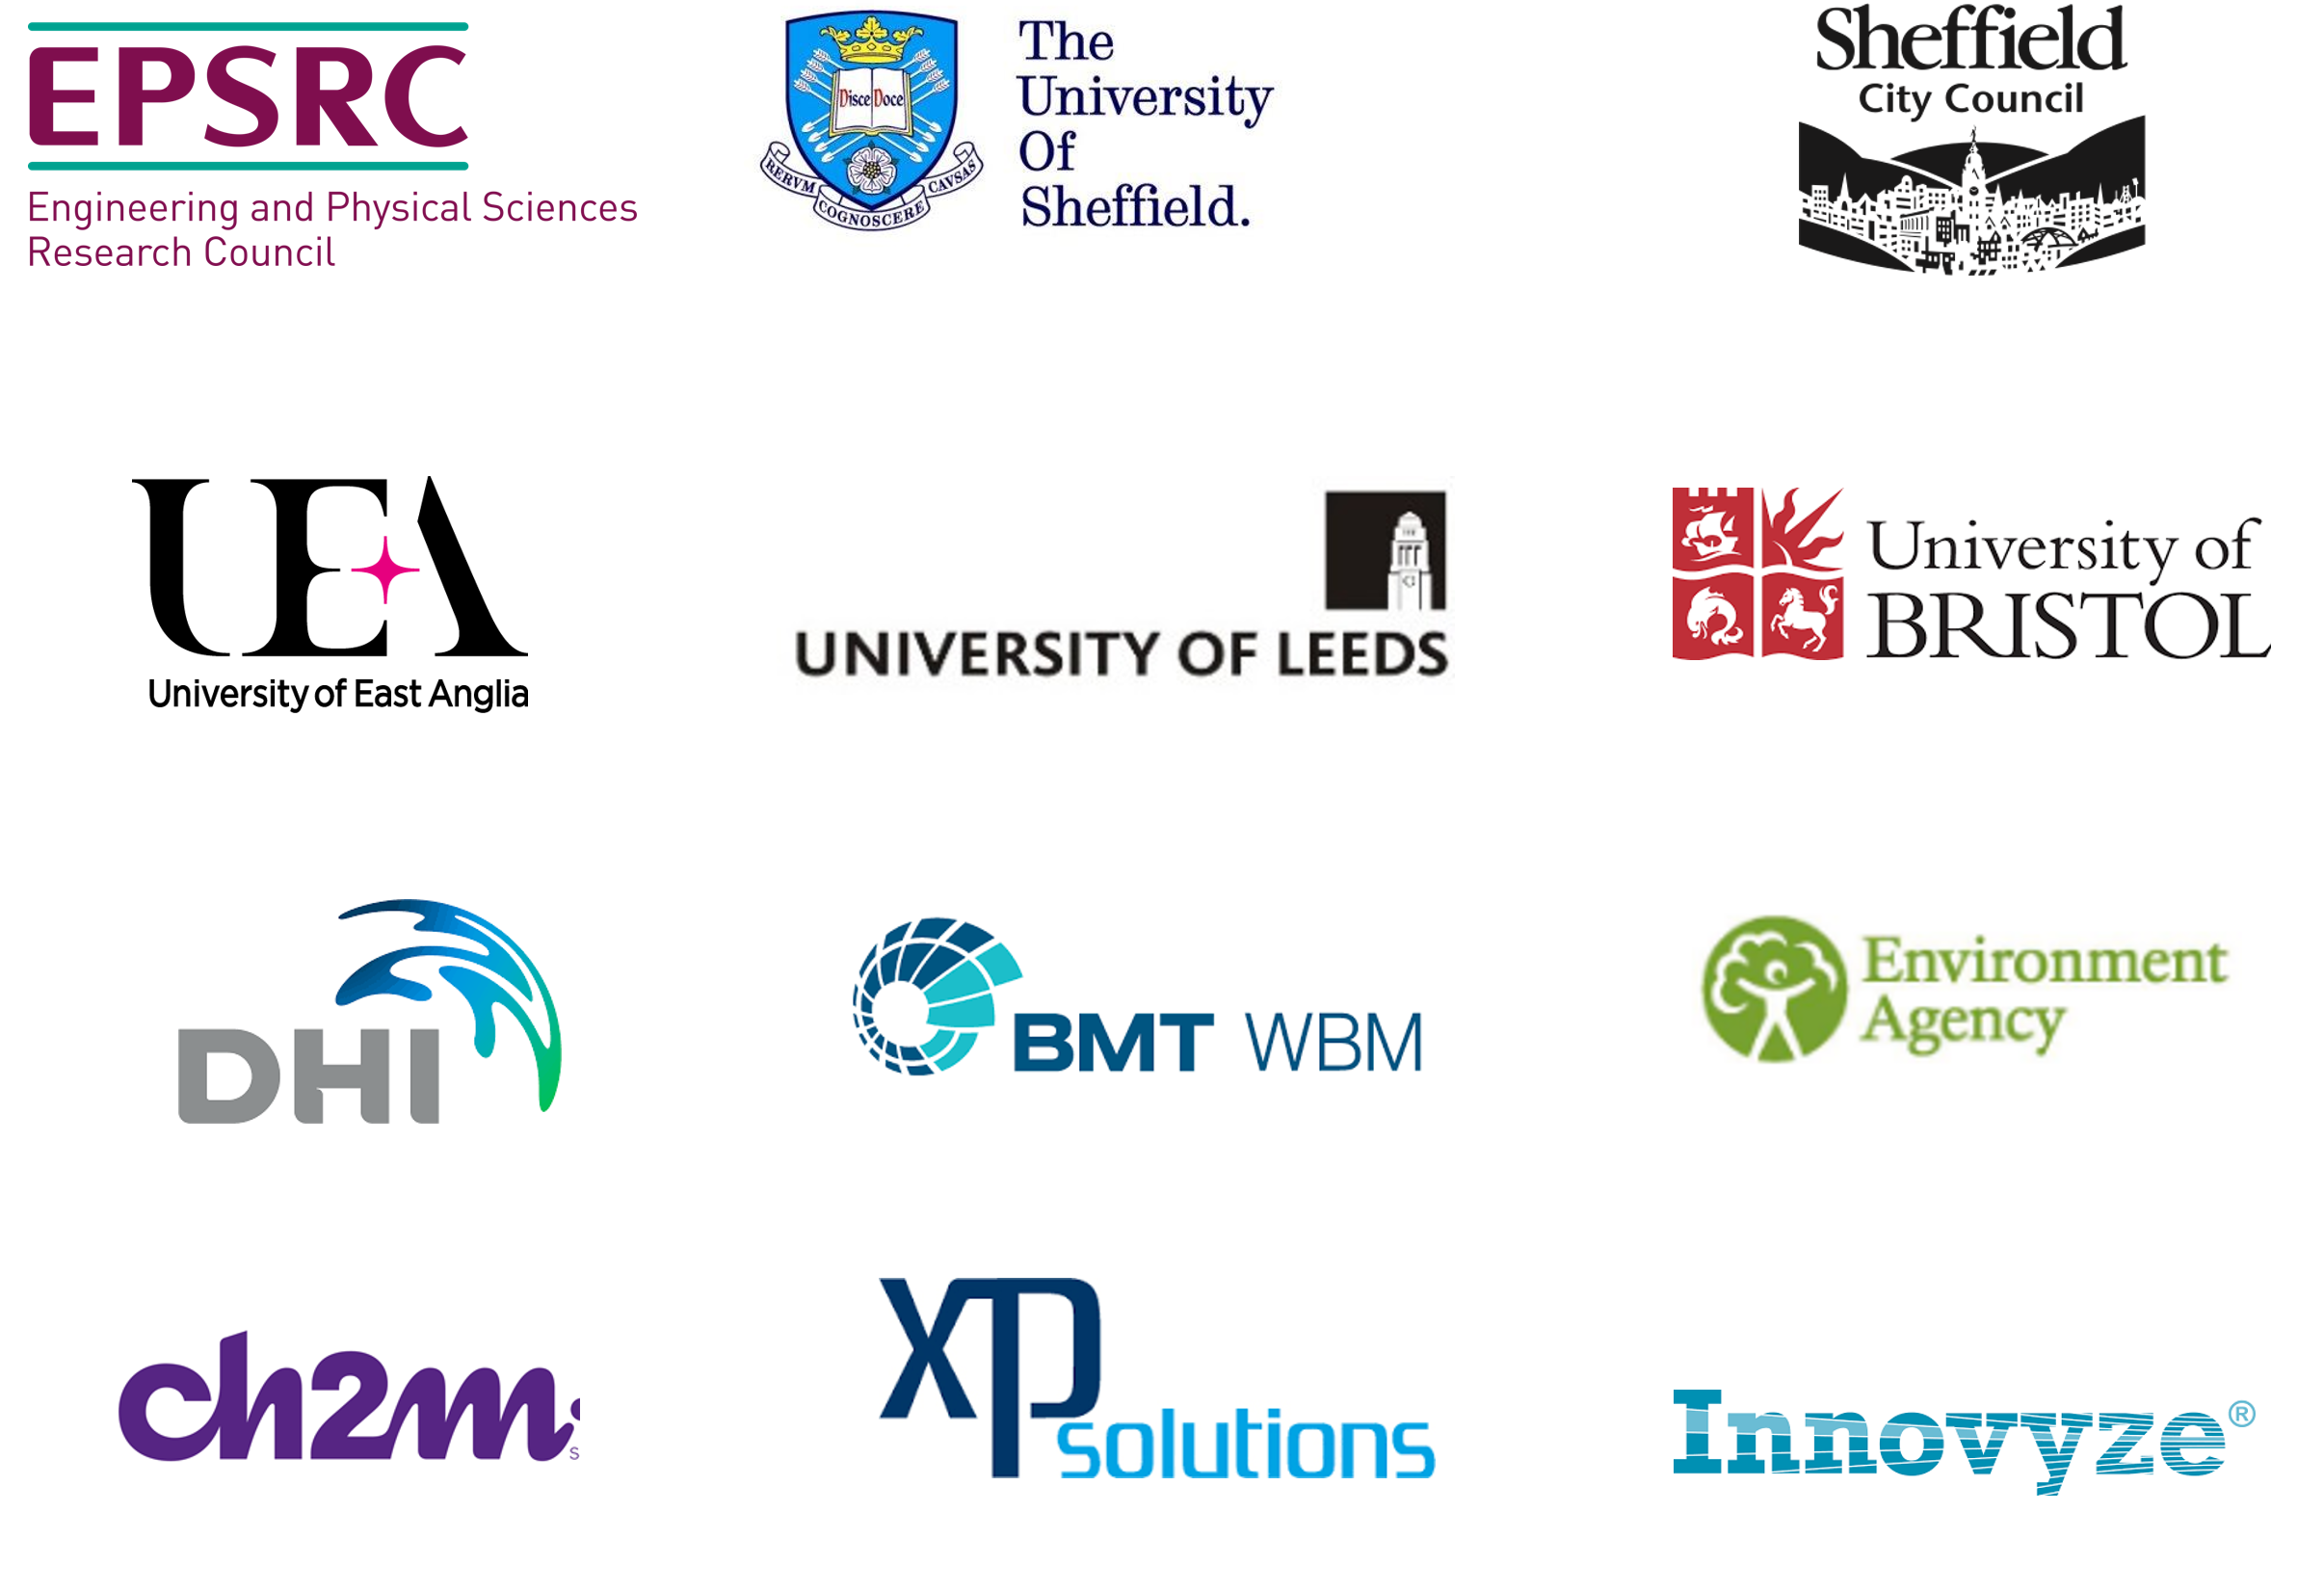 EPSRC
Engineering and Physical Sciences
Research Council
Disce Doce
RERVM
COGNOSCERE
CAVSAS
The
University
Of
Sheffield.
Sheffield
City Council
UEA
University of East Anglia
UNIVERSITY OF LEEDS
University of
BRISTOL
DHI
BMT WBM
Environment
Agency
ch2m:
S
xp
solutions
Innovyze®